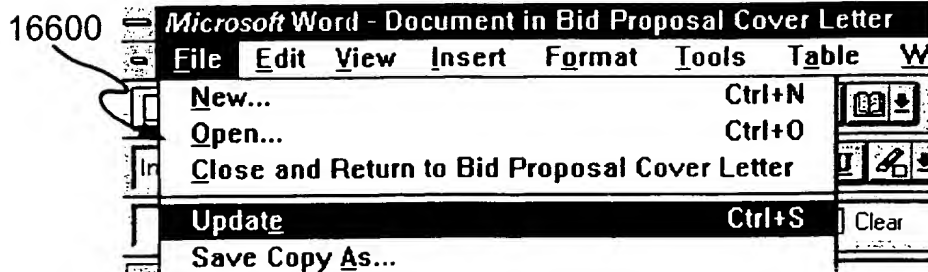 16600
Microsoft Word - Document in Bid Proposal Cover Letter
File Edit View Insert Format Tools Table W
New... Ctrl+N
Open... Ctrl+O
In
Close and Return to Bid Proposal Cover Letter
Update Ctrl+S
Clear
Save Copy As...